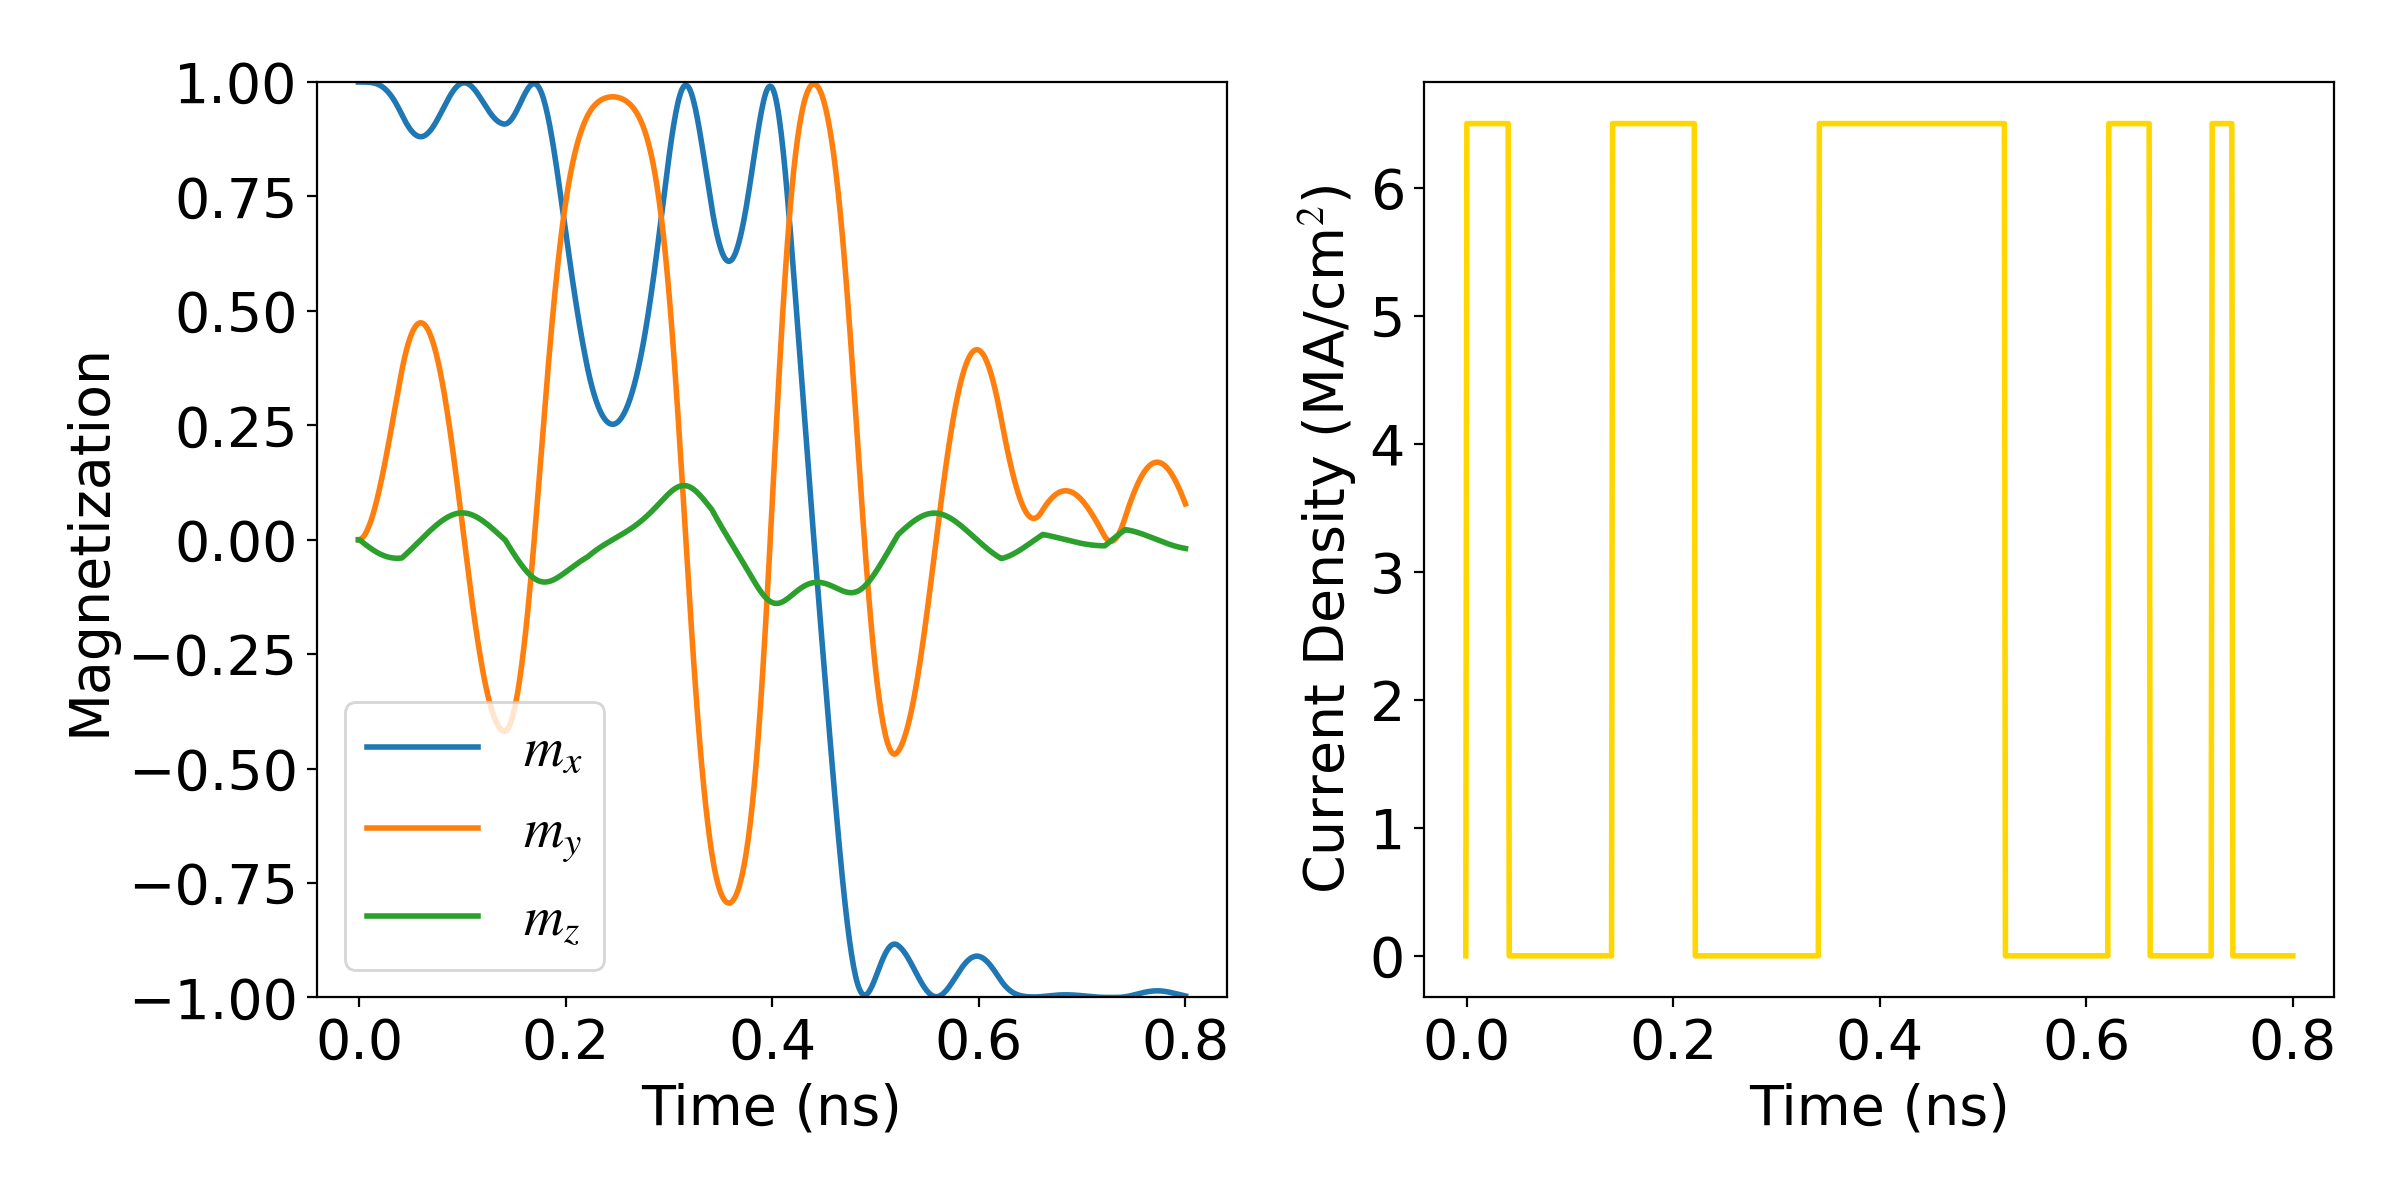 Magnetization
1.00
0.75
0.50
0.25
0.00
−0.25
−0.50
−0.75
−1.00
m_x
m_y
m_z
0.0 0.2 0.4 0.6 0.8
Time (ns)
Current Density (MA/cm²)
6
5
4
3
2
1
0
0.0 0.2 0.4 0.6 0.8
Time (ns)